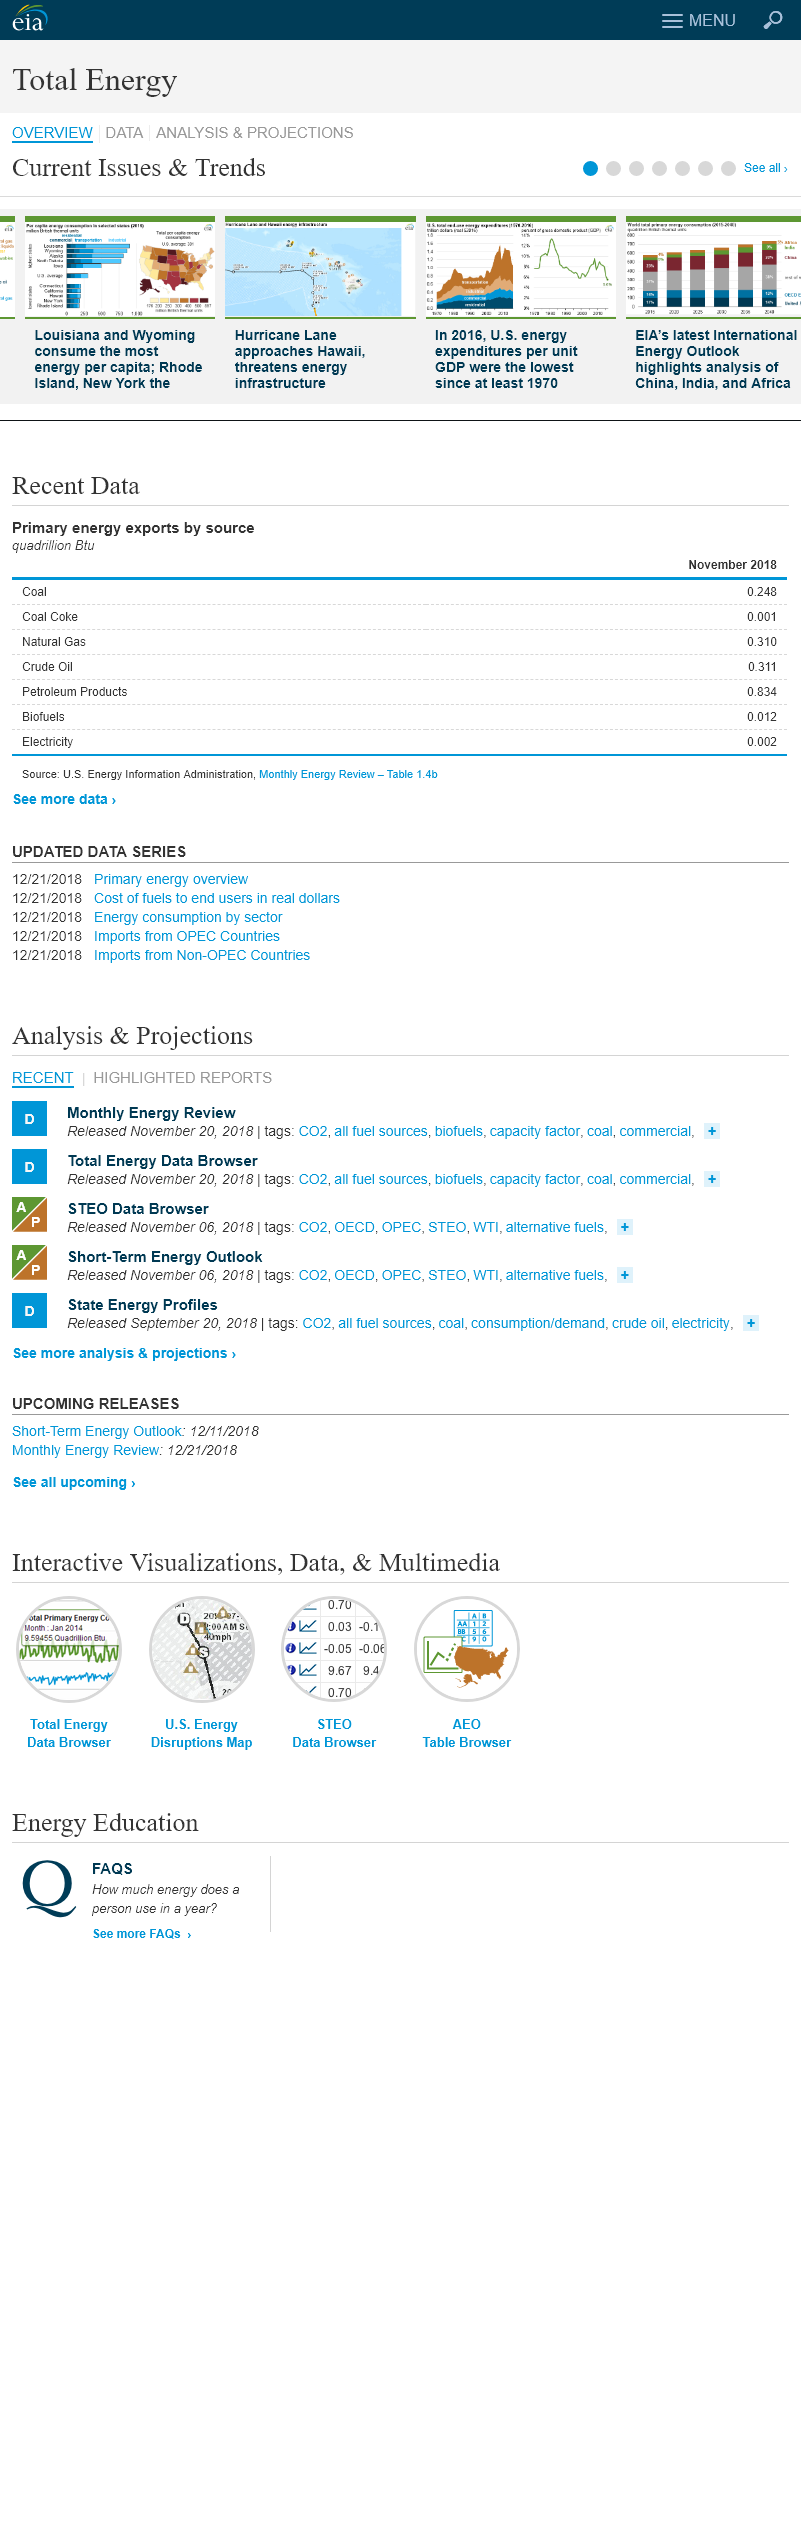 eia
MENU
Total Energy
OVERVIEW DATA ANALYSIS & PROJECTIONS
Current Issues & Trends
See all ›
Louisiana and Wyoming
consume the most
energy per capita; Rhode
Island, New York the
Hurricane Lane
approaches Hawaii,
threatens energy
infrastructure
In 2016, U.S. energy
expenditures per unit
GDP were the lowest
since at least 1970
EIA's latest International
Energy Outlook
highlights analysis of
China, India, and Africa
Recent Data
Primary energy exports by source
quadrillion Btu
November 2018
Coal 0.248
Coal Coke 0.001
Natural Gas 0.310
Crude Oil 0.311
Petroleum Products 0.834
Biofuels 0.012
Electricity 0.002
Source: U.S. Energy Information Administration, Monthly Energy Review – Table 1.4b
See more data ›
UPDATED DATA SERIES
12/21/2018 Primary energy overview
12/21/2018 Cost of fuels to end users in real dollars
12/21/2018 Energy consumption by sector
12/21/2018 Imports from OPEC Countries
12/21/2018 Imports from Non-OPEC Countries
Analysis & Projections
RECENT | HIGHLIGHTED REPORTS
D
Monthly Energy Review
Released November 20, 2018 | tags: CO2, all fuel sources, biofuels, capacity factor, coal, commercial, +
D
Total Energy Data Browser
Released November 20, 2018 | tags: CO2, all fuel sources, biofuels, capacity factor, coal, commercial, +
A P
STEO Data Browser
Released November 06, 2018 | tags: CO2, OECD, OPEC, STEO, WTI, alternative fuels, +
A P
Short-Term Energy Outlook
Released November 06, 2018 | tags: CO2, OECD, OPEC, STEO, WTI, alternative fuels, +
D
State Energy Profiles
Released September 20, 2018 | tags: CO2, all fuel sources, coal, consumption/demand, crude oil, electricity, +
See more analysis & projections ›
UPCOMING RELEASES
Short-Term Energy Outlook: 12/11/2018
Monthly Energy Review: 12/21/2018
See all upcoming ›
Interactive Visualizations, Data, & Multimedia
Total Energy
Data Browser
U.S. Energy
Disruptions Map
STEO
Data Browser
AEO
Table Browser
Energy Education
Q
FAQS
How much energy does a
person use in a year?
See more FAQs ›